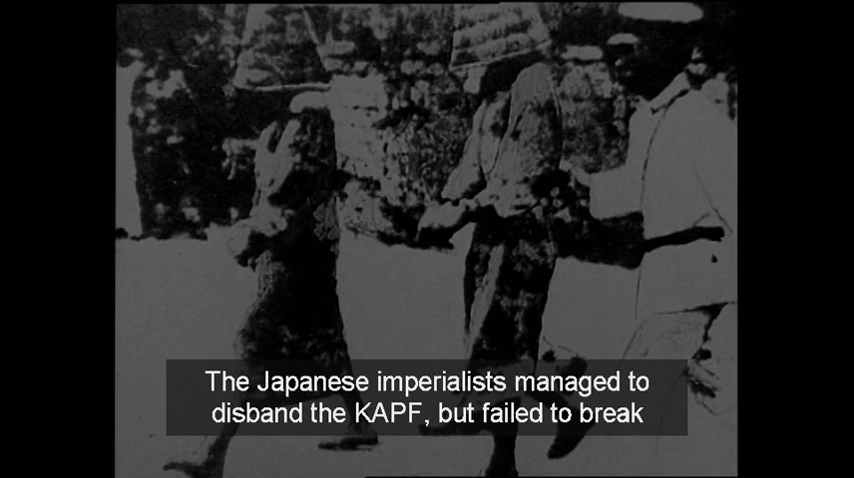 The Japanese imperialists managed to
disband the KAPF, but failed to break